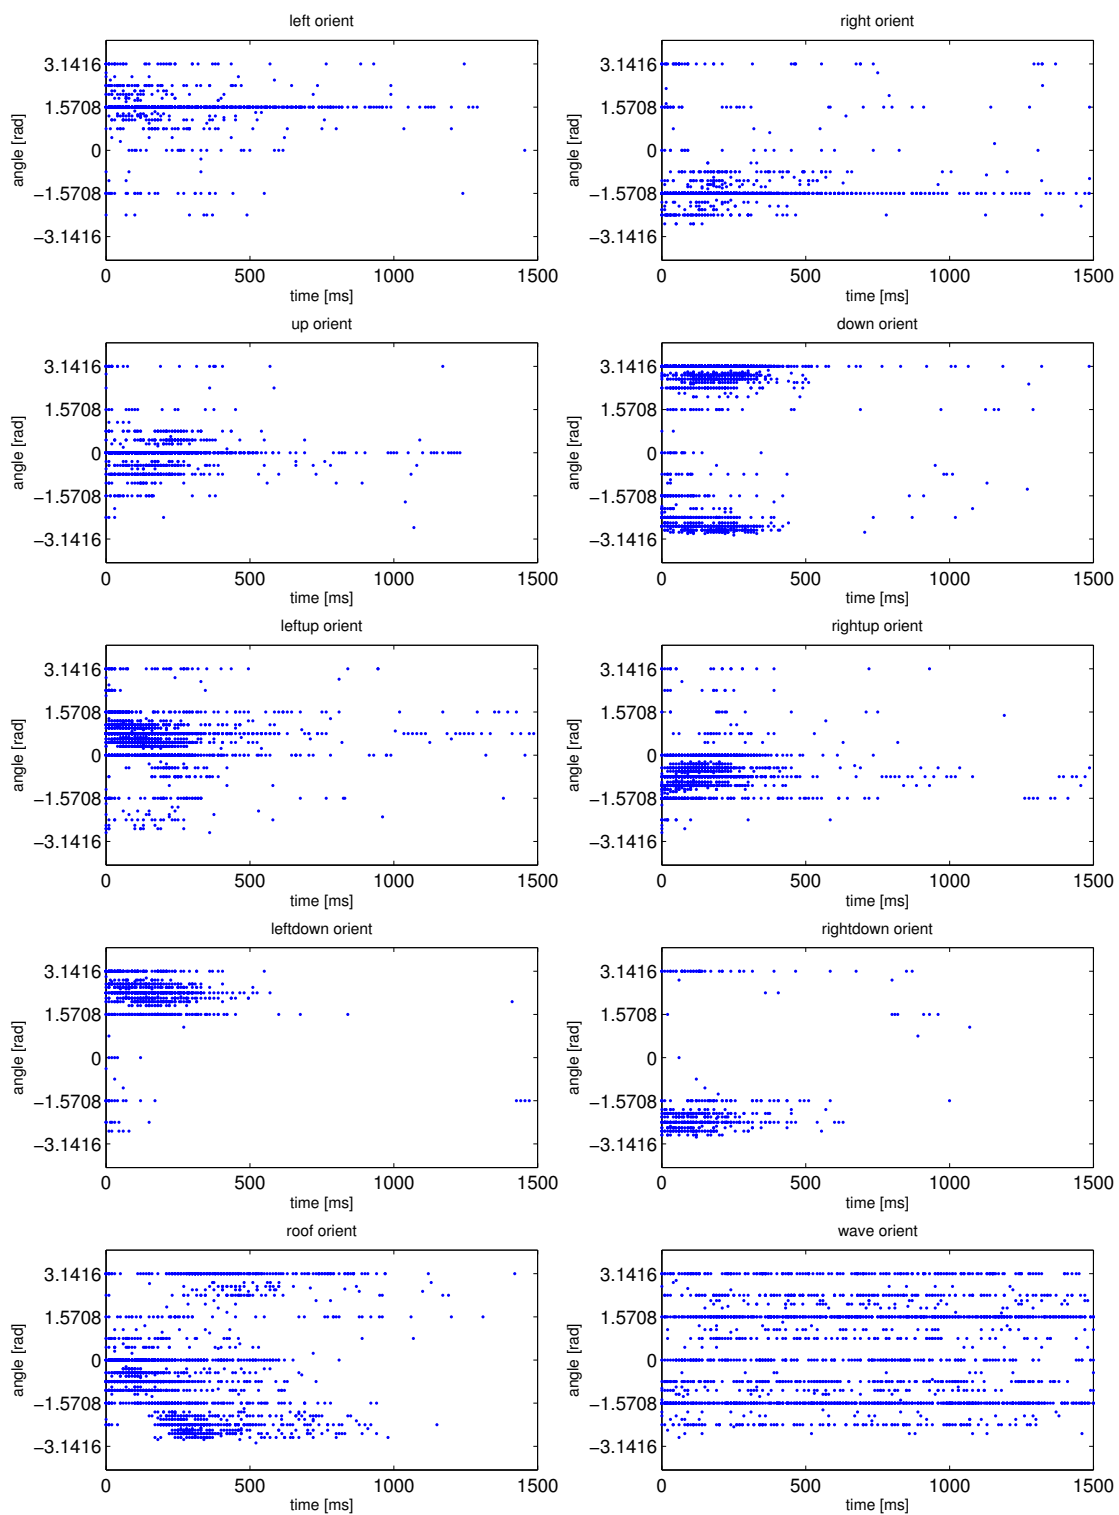 left orient
3.1416
1.5708
0
−1.5708
−3.1416
angle [rad]
0 500 1000 1500
time [ms]
right orient
3.1416
1.5708
0
−1.5708
−3.1416
angle [rad]
0 500 1000 1500
time [ms]
up orient
3.1416
1.5708
0
−1.5708
−3.1416
angle [rad]
0 500 1000 1500
time [ms]
down orient
3.1416
1.5708
0
−1.5708
−3.1416
angle [rad]
0 500 1000 1500
time [ms]
leftup orient
3.1416
1.5708
0
−1.5708
−3.1416
angle [rad]
0 500 1000 1500
time [ms]
rightup orient
3.1416
1.5708
0
−1.5708
−3.1416
angle [rad]
0 500 1000 1500
time [ms]
leftdown orient
3.1416
1.5708
0
−1.5708
−3.1416
angle [rad]
0 500 1000 1500
time [ms]
rightdown orient
3.1416
1.5708
0
−1.5708
−3.1416
angle [rad]
0 500 1000 1500
time [ms]
roof orient
3.1416
1.5708
0
−1.5708
−3.1416
angle [rad]
0 500 1000 1500
time [ms]
wave orient
3.1416
1.5708
0
−1.5708
−3.1416
angle [rad]
0 500 1000 1500
time [ms]